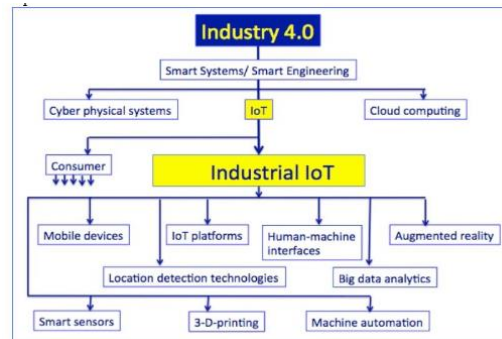 Industry 4.0
Smart Systems/ Smart Engineering
Cyber physical systems
IoT
Cloud computing
Consumer
Industrial IoT
Mobile devices
IoT platforms
Human-machine
interfaces
Augmented reality
Location detection technologies
Big data analytics
Smart sensors
3-D-printing
Machine automation